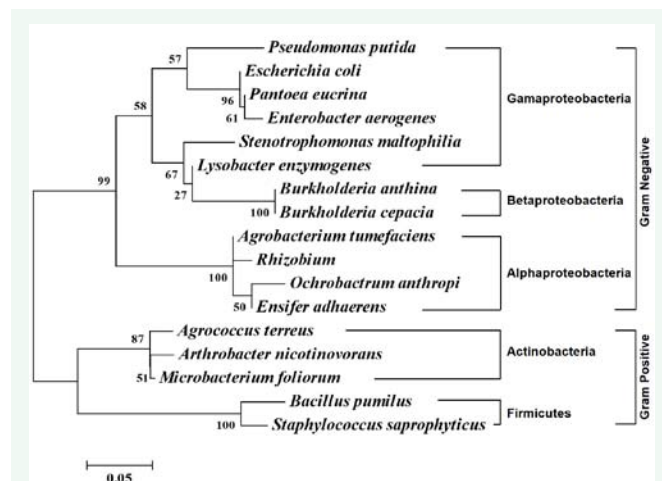 57 Pseudomonas putida
Escherichia coli
58 96 Pantoea eucrina Gamaproteobacteria
61 Enterobacter aerogenes
Stenotrophomonas maltophilia
99 67 Lysobacter enzymogenes
27 Burkholderia anthina
100 Burkholderia cepacia Betaproteobacteria
Gram Negative
Agrobacterium tumefaciens
Rhizobium
100 Ochrobactrum anthropi Alphaproteobacteria
50 Ensifer adhaerens
Agrococcus terreus
87 Arthrobacter nicotinovorans Actinobacteria
51 Microbacterium foliorum
Gram Positive
Bacillus pumilus
100 Staphylococcus saprophyticus Firmicutes
0.05